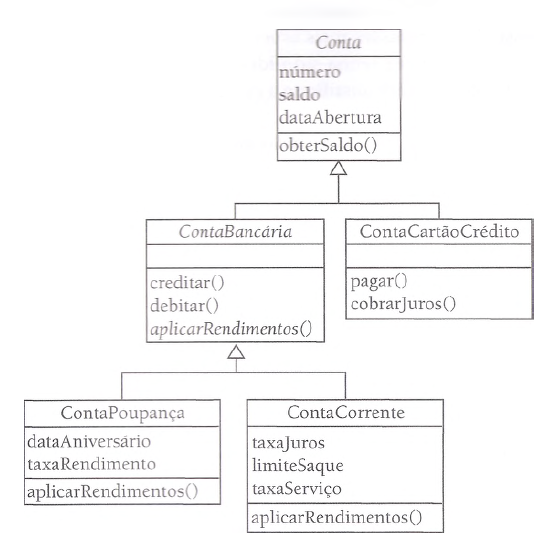 Conta
número
saldo
dataAbertura
obterSaldo()
ContaBancária
creditar()
debitar()
aplicarRendimentos()
ContaCartãoCrédito
pagar()
cobrarJuros()
ContaPoupança
dataAniversário
taxaRendimento
aplicarRendimentos()
ContaCorrente
taxaJuros
limiteSaque
taxaServiço
aplicarRendimentos()